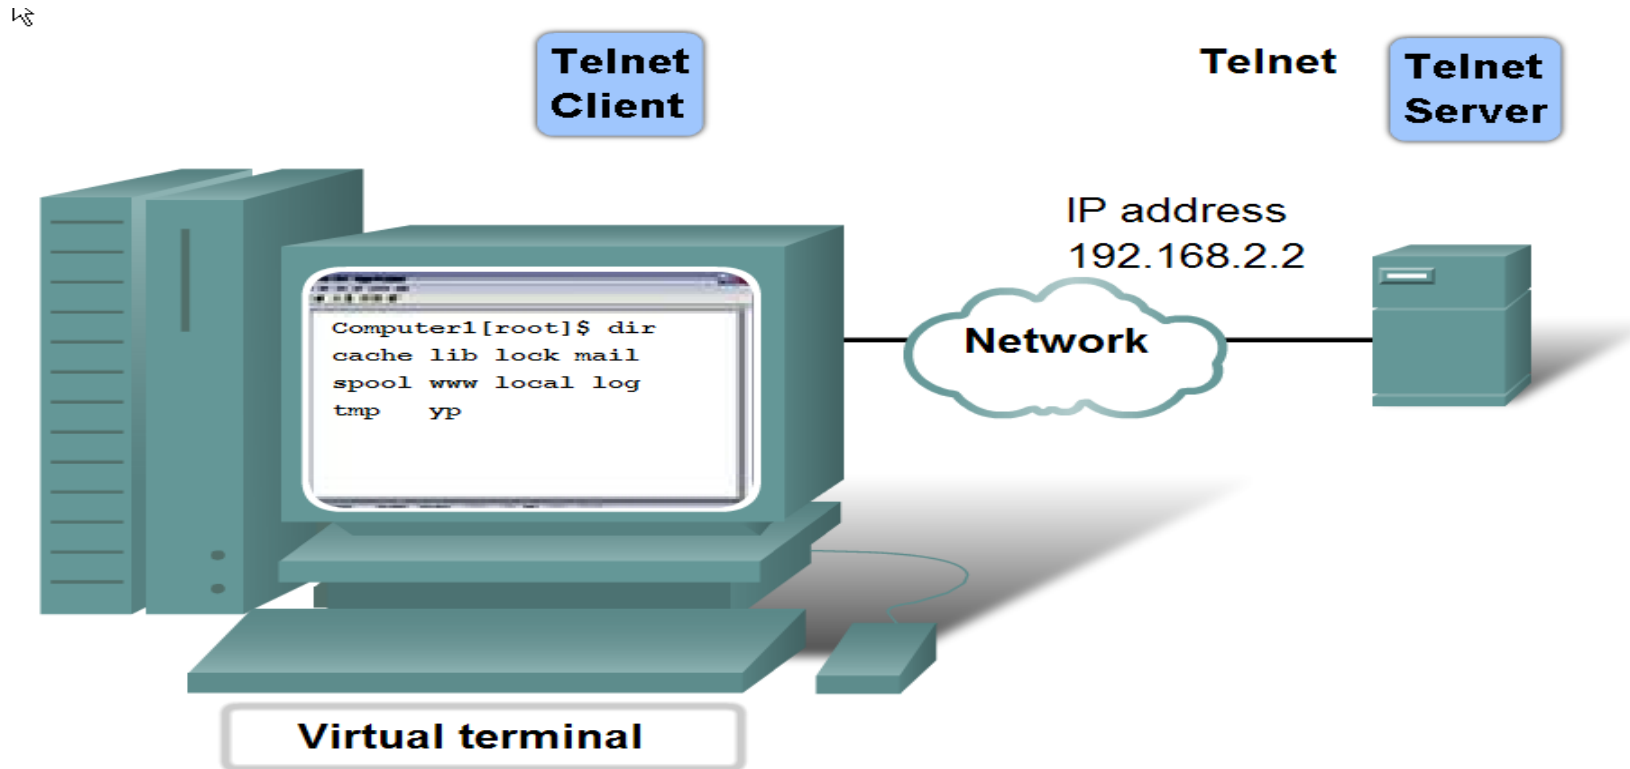 Telnet
Client
Telnet
Telnet
Server
IP address
192.168.2.2
Network
Computer1[root]$ dir
cache lib lock mail
spool www local log
tmp yp
Virtual terminal